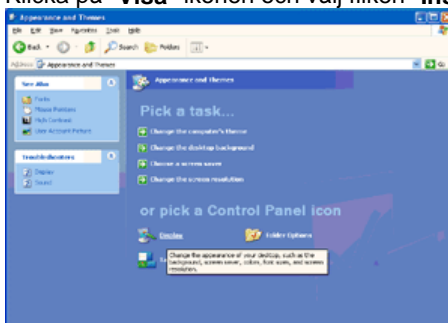 Klicka på "Visa"-ikonen och välj fliken
Appearance and Themes
File Edit View Favorites Tools Help
Back Search Folders
Address Appearance and Themes Go
See Also
Fonts
Mouse Pointers
High Contrast
User Account Picture
Troubleshooters
Display
Sound
Appearance and Themes
Pick a task...
Change the computer's theme
Change the desktop background
Choose a screen saver
Change the screen resolution
or pick a Control Panel icon
Display Folder Options
Change the appearance of your desktop, such as the
background, screen saver, colors, font sizes, and screen
resolution.